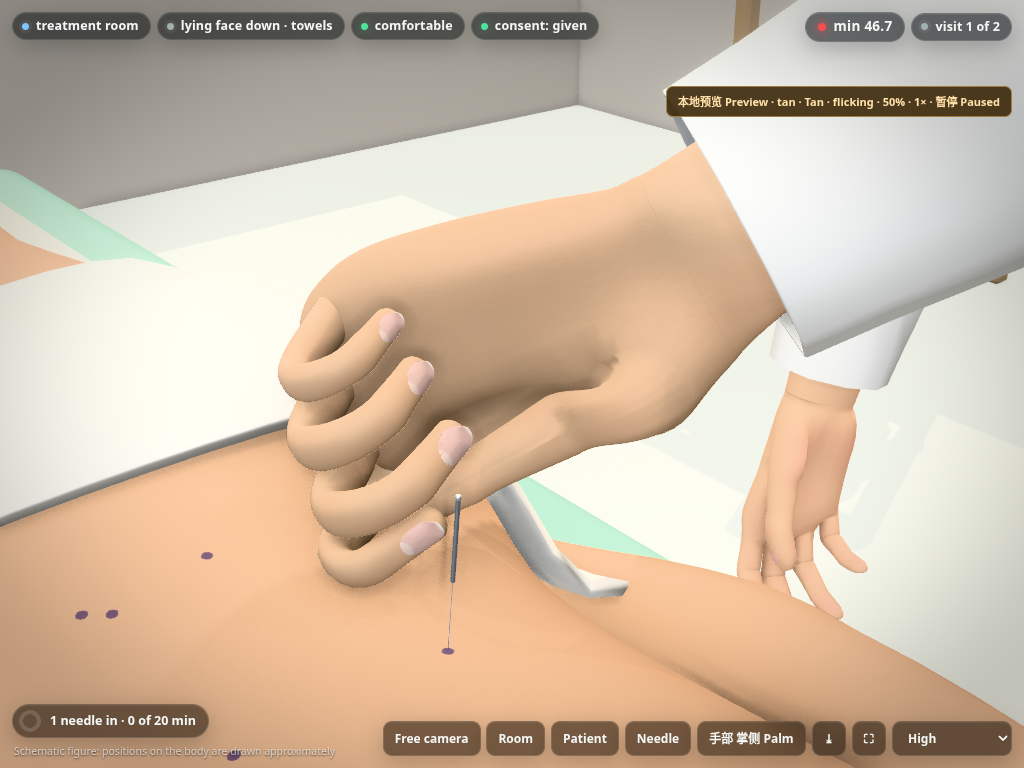 treatment room
lying face down · towels
comfortable
consent: given
min 46.7
visit 1 of 2
本地预览 Preview · tan · Tan · flicking · 50% · 1× · 暂停 Paused
1 needle in · 0 of 20 min
Schematic figure: positions on the body are drawn approximately
Free camera
Room
Patient
Needle
手部 掌侧 Palm
High